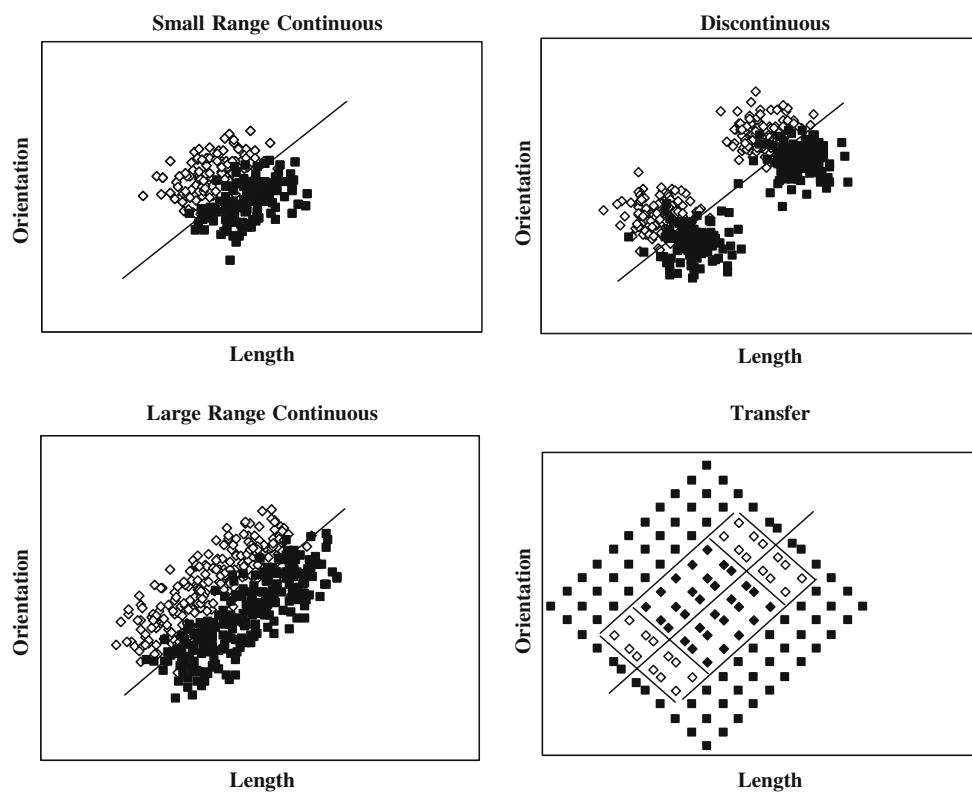 Small Range Continuous
Discontinuous
Orientation
Orientation
Length
Length
Large Range Continuous
Transfer
Orientation
Orientation
Length
Length